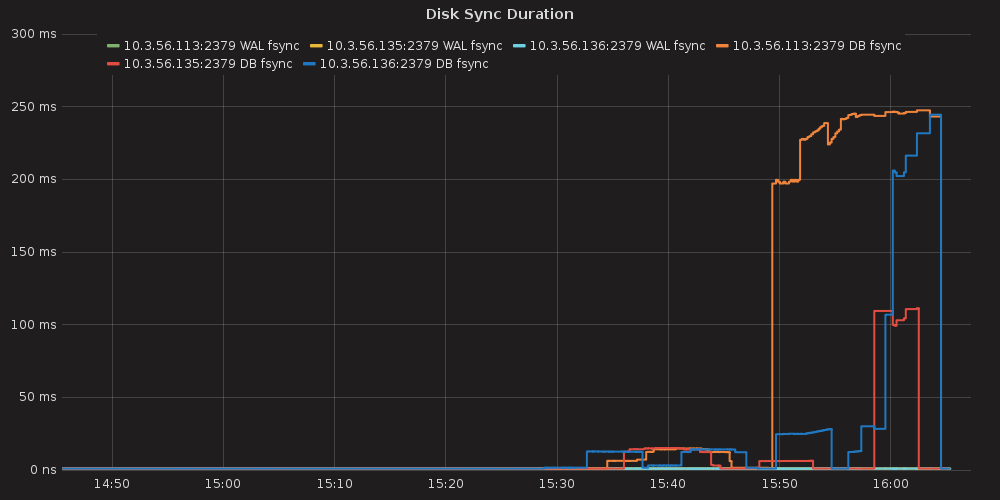 Disk Sync Duration
300 ms
10.3.56.113:2379 WAL fsync 10.3.56.135:2379 WAL fsync 10.3.56.136:2379 WAL fsync 10.3.56.113:2379 DB fsync
10.3.56.135:2379 DB fsync 10.3.56.136:2379 DB fsync
250 ms
200 ms
150 ms
100 ms
50 ms
0 ns
14:50 15:00 15:10 15:20 15:30 15:40 15:50 16:00